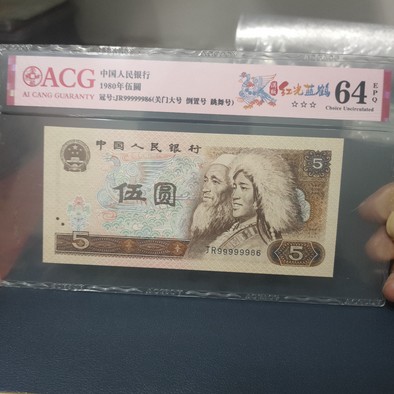 ACG
AI CANG GUARANTY
中国人民银行
1980年伍圆
冠号:JR99999986(关门大号 倒置号 跳舞号)
红光蓝鹤
☆☆☆
64 EPQ
Choice Uncirculated
中国人民银行
伍圆
5
JR99999986
5
5